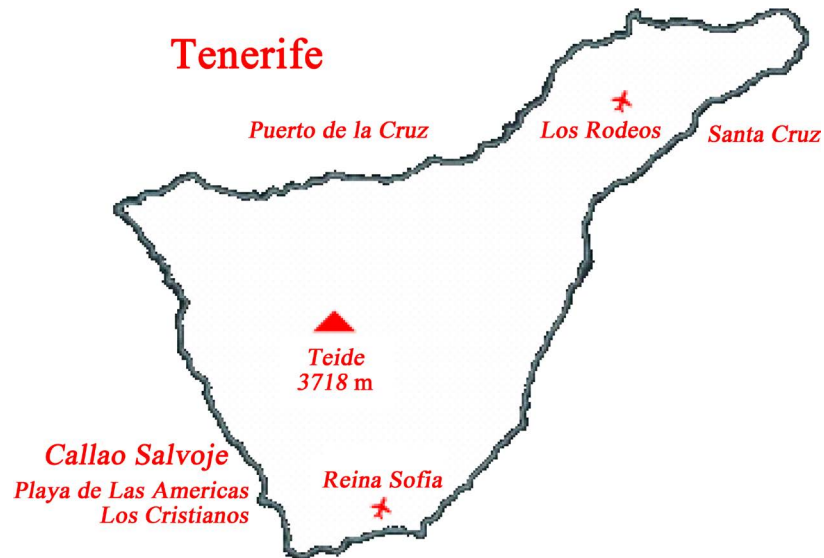 Tenerife
Puerto de la Cruz
Los Rodeos
Santa Cruz
Teide
3718 m
Callao Salvoje
Playa de Las Americas
Los Cristianos
Reina Sofia